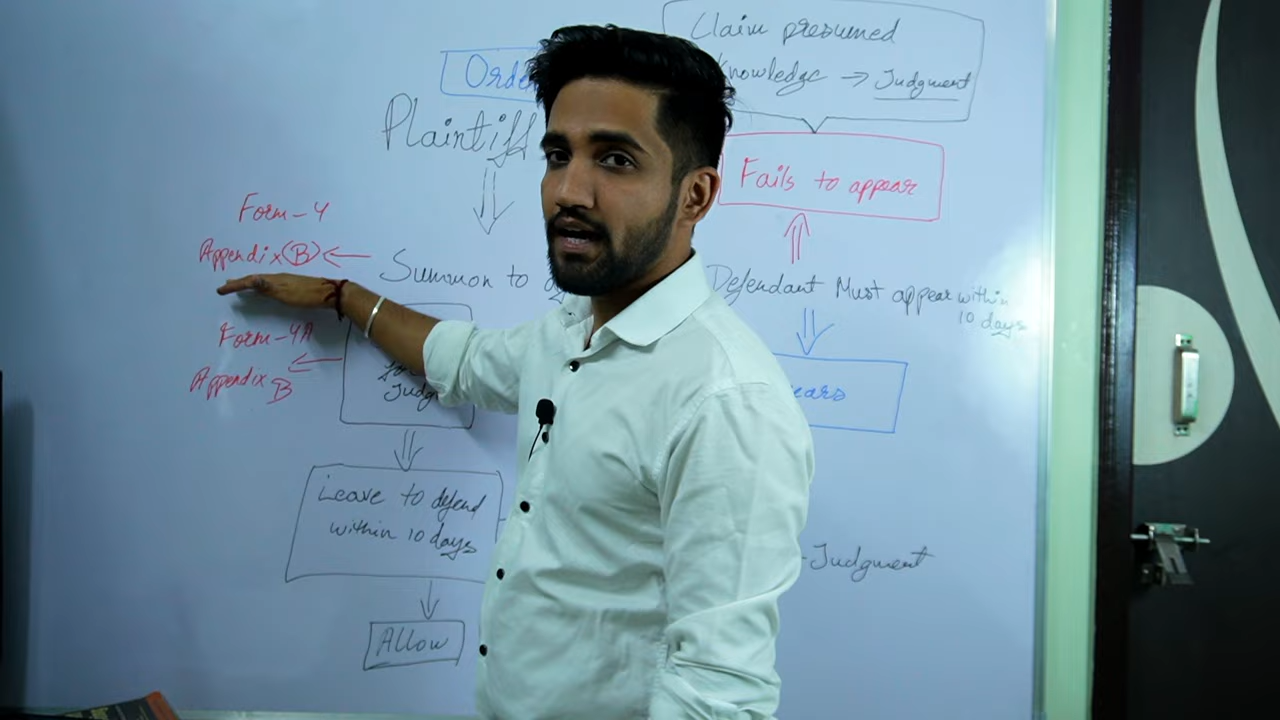 Claim presumed
knowledge → Judgment
Plaintiff
Fails to appear
Form-4
Appendix (B) ←
Summon to
Defendant Must appear within
10 days
Form-4A
Appendix B
Leave to defend
within 10 days
Judgment
Allow